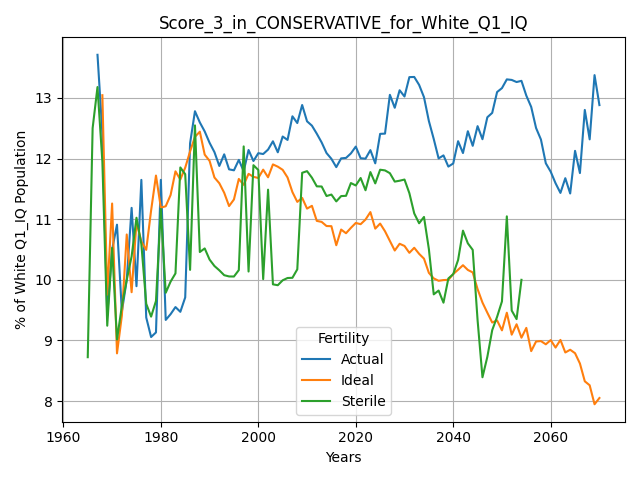 Score_3_in_CONSERVATIVE_for_White_Q1_IQ
% of White Q1_IQ Population
13
12
11
10
9
8
Fertility
Actual
Ideal
Sterile
1960 1980 2000 2020 2040 2060
Years